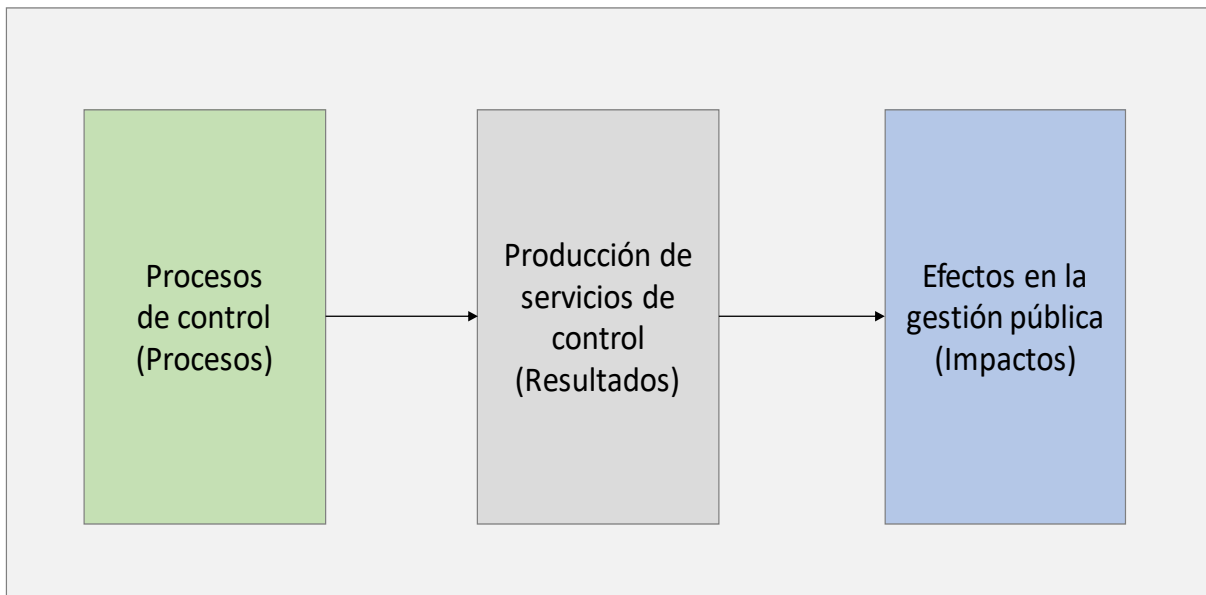 Procesos
de control
(Procesos)
Producción de
servicios de
control
(Resultados)
Efectos en la
gestión pública
(Impactos)